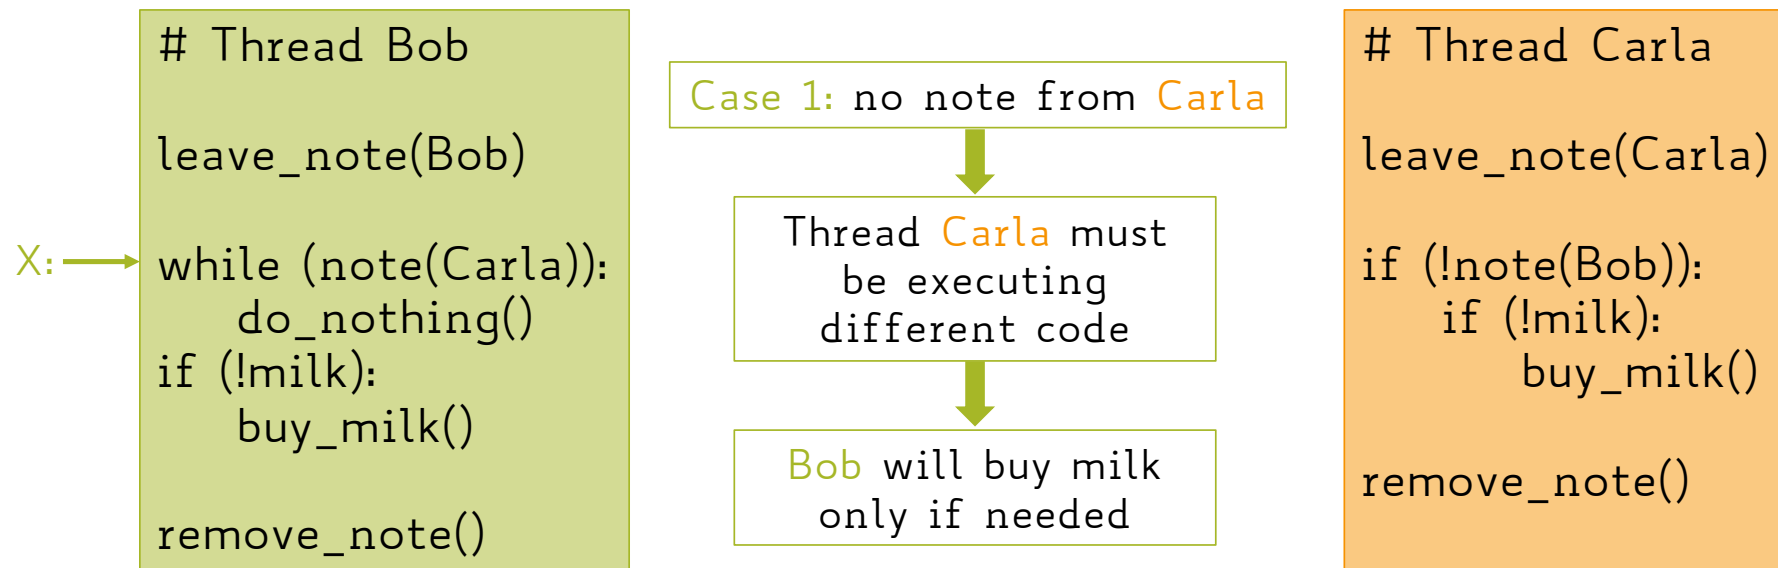 # Thread Bob
leave_note(Bob)
X:
while (note(Carla)):
do_nothing()
if (!milk):
buy_milk()
remove_note()
Case 1: no note from Carla
Thread Carla must
be executing
different code
Bob will buy milk
only if needed
# Thread Carla
leave_note(Carla)
if (!note(Bob)):
if (!milk):
buy_milk()
remove_note()